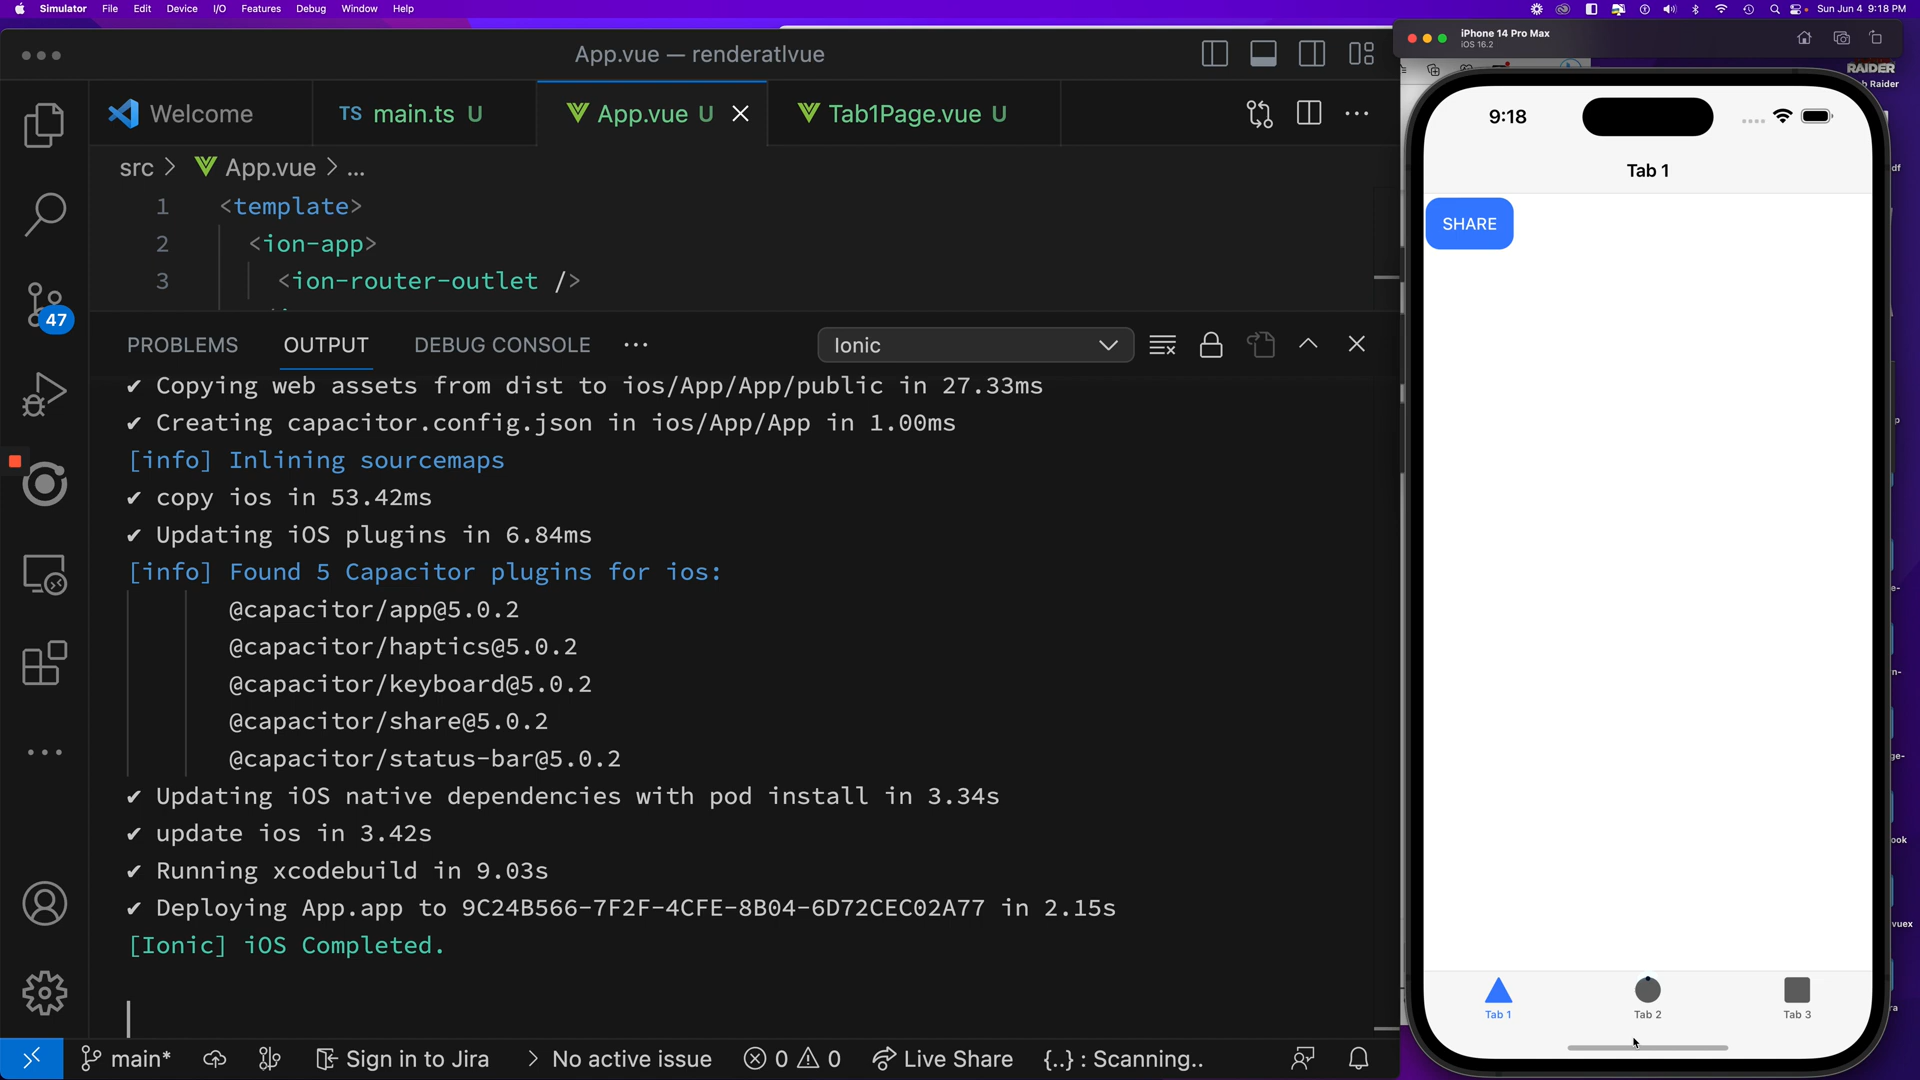 Simulator File Edit Device I/O Features Debug Window Help
Sun Jun 4 9:18 PM
App.vue — renderatlvue
Welcome
TS main.ts U
App.vue U
Tab1Page.vue U
src > App.vue > ...
1 <template>
2 <ion-app>
3 <ion-router-outlet />
47
PROBLEMS OUTPUT DEBUG CONSOLE ...
Ionic
✔ Copying web assets from dist to ios/App/App/public in 27.33ms
✔ Creating capacitor.config.json in ios/App/App in 1.00ms
[info] Inlining sourcemaps
✔ copy ios in 53.42ms
✔ Updating iOS plugins in 6.84ms
[info] Found 5 Capacitor plugins for ios:
@capacitor/app@5.0.2
@capacitor/haptics@5.0.2
@capacitor/keyboard@5.0.2
@capacitor/share@5.0.2
@capacitor/status-bar@5.0.2
✔ Updating iOS native dependencies with pod install in 3.34s
✔ update ios in 3.42s
✔ Running xcodebuild in 9.03s
✔ Deploying App.app to 9C24B566-7F2F-4CFE-8B04-6D72CEC02A77 in 2.15s
[Ionic] iOS Completed.
main* Sign in to Jira > No active issue 0 0 Live Share {..} : Scanning..
iPhone 14 Pro Max
iOS 16.2
RAIDER
b Raider
9:18
Tab 1
SHARE
Tab 1 Tab 2 Tab 3
df
ook
vuex